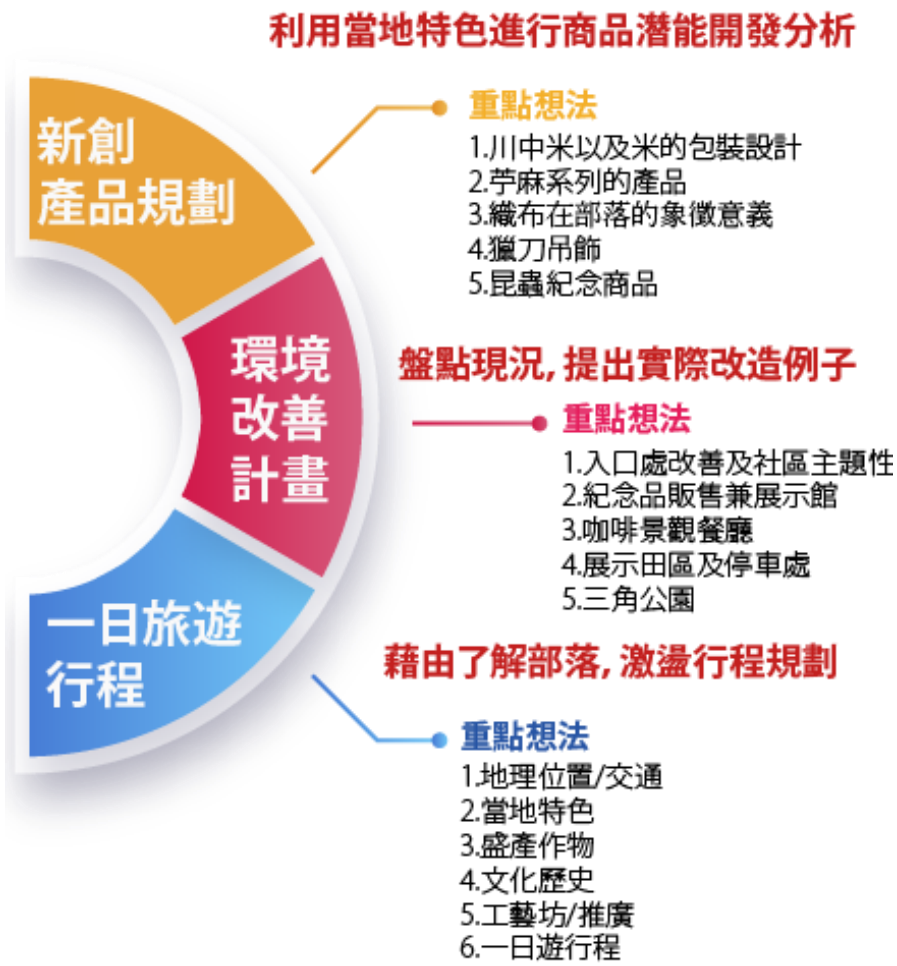 利用當地特色進行商品潛能開發分析
新創
產品規劃
重點想法
1.川中米以及米的包裝設計
2.苧麻系列的產品
3.織布在部落的象徵意義
4.獵刀吊飾
5.昆蟲紀念商品
環境
改善
計畫
盤點現況, 提出實際改造例子
重點想法
1.入口處改善及社區主題性
2.紀念品販售兼展示館
3.咖啡景觀餐廳
4.展示田區及停車處
5.三角公園
一日旅遊
行程
藉由了解部落, 激盪行程規劃
重點想法
1.地理位置/交通
2.當地特色
3.盛產作物
4.文化歷史
5.工藝坊/推廣
6.一日遊行程